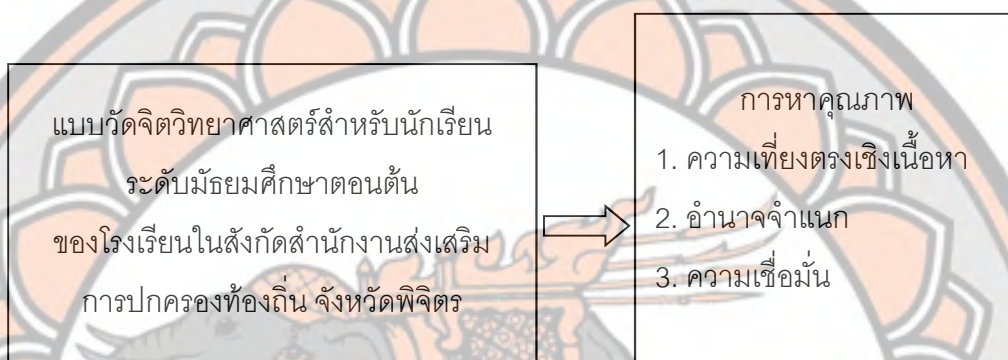 แบบวัดจิตวิทยาศาสตร์สำหรับนักเรียน
ระดับมัธยมศึกษาตอนต้น
ของโรงเรียนในสังกัดสำนักงานส่งเสริม
การปกครองท้องถิ่น จังหวัดพิจิตร
การหาคุณภาพ
1. ความเที่ยงตรงเชิงเนื้อหา
2. อำนาจจำแนก
3. ความเชื่อมั่น